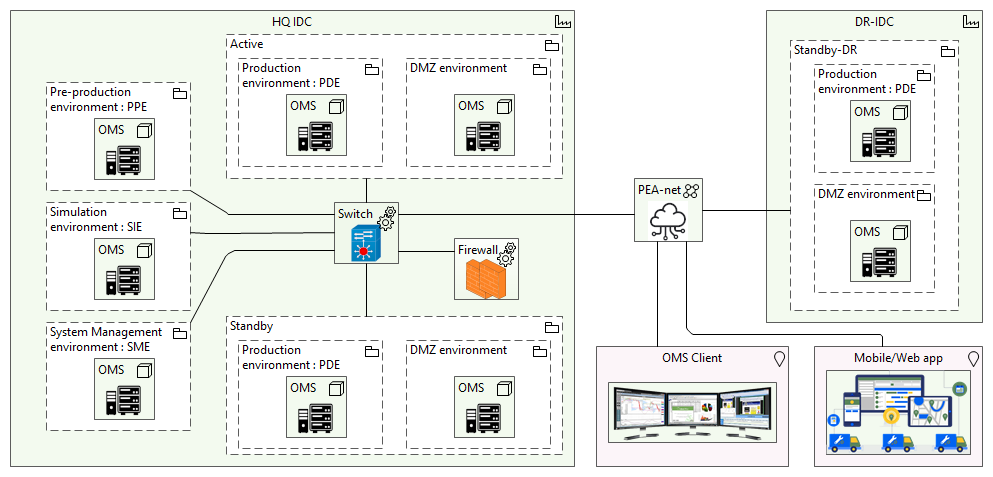 HQ IDC
Active
Production
environment : PDE
OMS
DMZ environment
OMS
Pre-production
environment : PPE
OMS
Simulation
environment : SIE
OMS
System Management
environment : SME
OMS
Switch
Firewall
Standby
Production
environment : PDE
OMS
DMZ environment
OMS
PEA-net
DR-IDC
Standby-DR
Production
environment : PDE
OMS
DMZ environment
OMS
OMS Client
Mobile/Web app